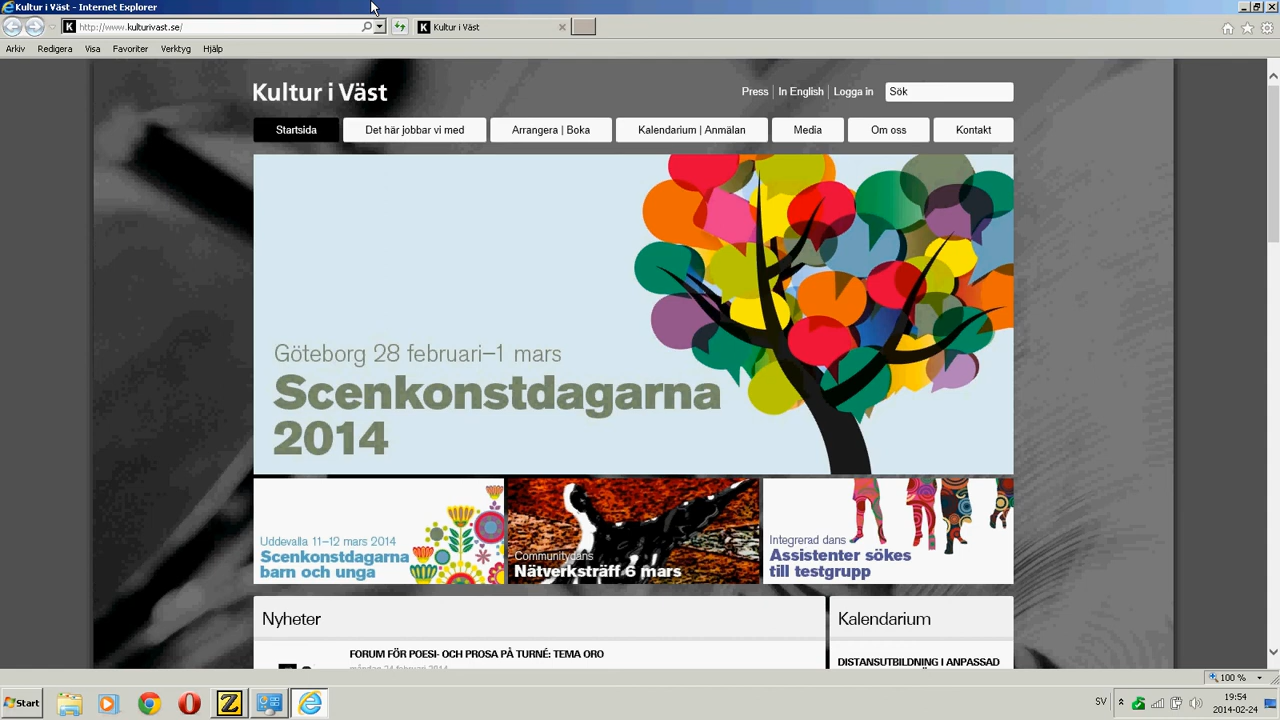 Kultur i Väst - Internet Explorer
K http://www.kulturivast.se/
K Kultur i Väst
Arkiv Redigera Visa Favoriter Verktyg Hjälp
Kultur i Väst
Press In English Logga in Sök
Startsida Det här jobbar vi med Arrangera | Boka Kalendarium | Anmälan Media Om oss Kontakt
Göteborg 28 februari–1 mars
Scenkonstdagarna
2014
Uddevalla 11–12 mars 2014
Scenkonstdagarna
barn och unga
Communitydans
Nätverksträff 6 mars
Integrerad dans
Assistenter sökes
till testgrupp
Nyheter
FORUM FÖR POESI- OCH PROSA PÅ TURNÉ: TEMA ORO
måndag 24 februari 2014
Kalendarium
DISTANSUTBILDNING I ANPASSAD
100 %
Start
Z
SV
19:54
2014-02-24